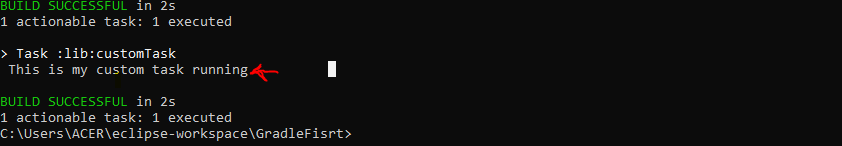 BUILD SUCCESSFUL in 2s
1 actionable task: 1 executed
> Task :lib:customTask
This is my custom task running
BUILD SUCCESSFUL in 2s
1 actionable task: 1 executed
C:\Users\ACER\eclipse-workspace\GradleFisrt>